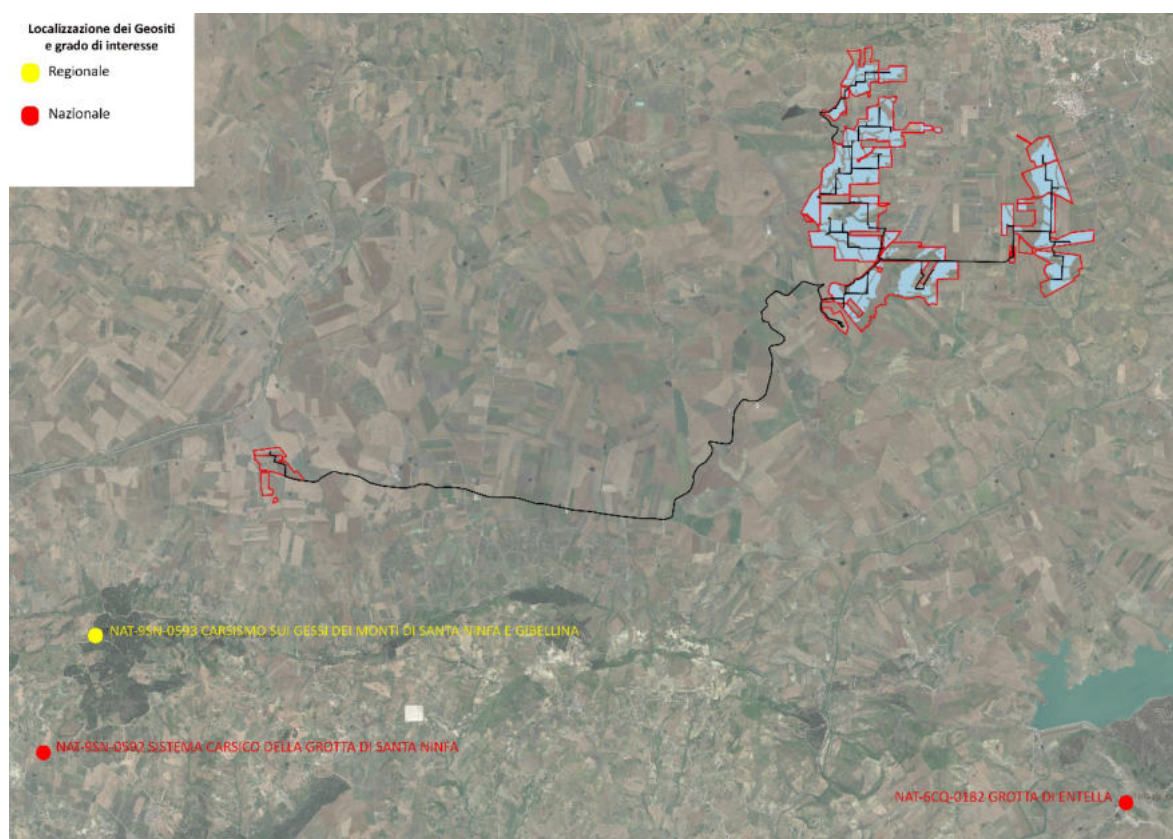 Localizzazione dei Geositi
e grado di interesse
Regionale
Nazionale
NAT-9SN-0593 CARSISMO SUI GESSI DEI MONTI DI SANTA NINFA E GIBELLINA
NAT-9SN-0592 SISTEMA CARSICO DELLA GROTTA DI SANTA NINFA
NAT-6CQ-0182 GROTTA DI ENTELLA